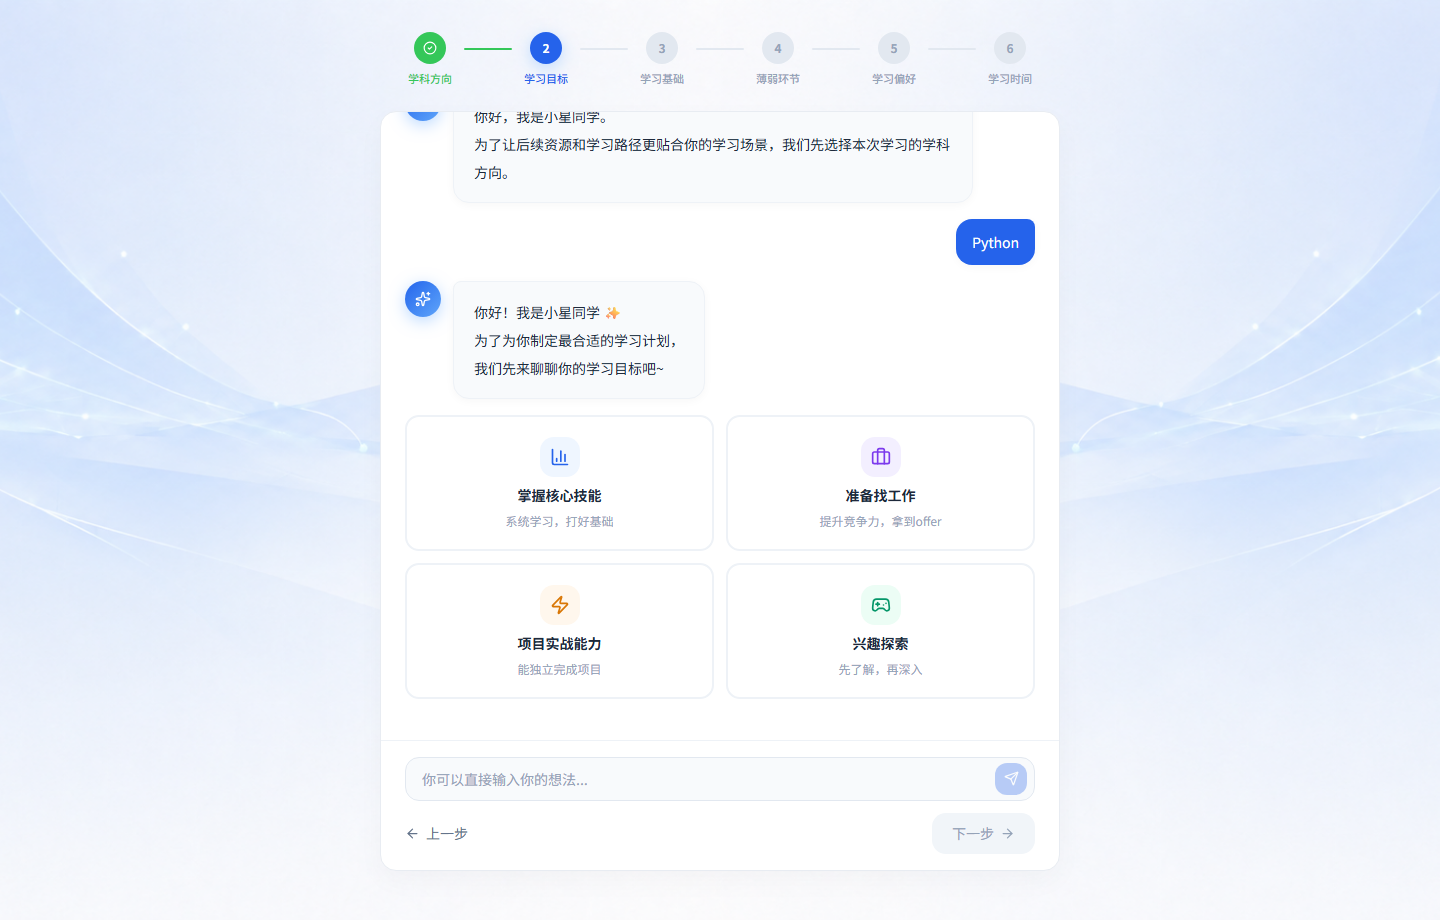 2
3
4
5
6
学科方向
学习目标
学习基础
薄弱环节
学习偏好
学习时间
你好，我是小星同学。
为了让后续资源和学习路径更贴合你的学习场景，我们先选择本次学习的学科
方向。
Python
你好！我是小星同学 ✨
为了为你制定最合适的学习计划，
我们先来聊聊你的学习目标吧~
掌握核心技能
系统学习，打好基础
准备找工作
提升竞争力，拿到offer
项目实战能力
能独立完成项目
兴趣探索
先了解，再深入
你可以直接输入你的想法...
上一步
下一步